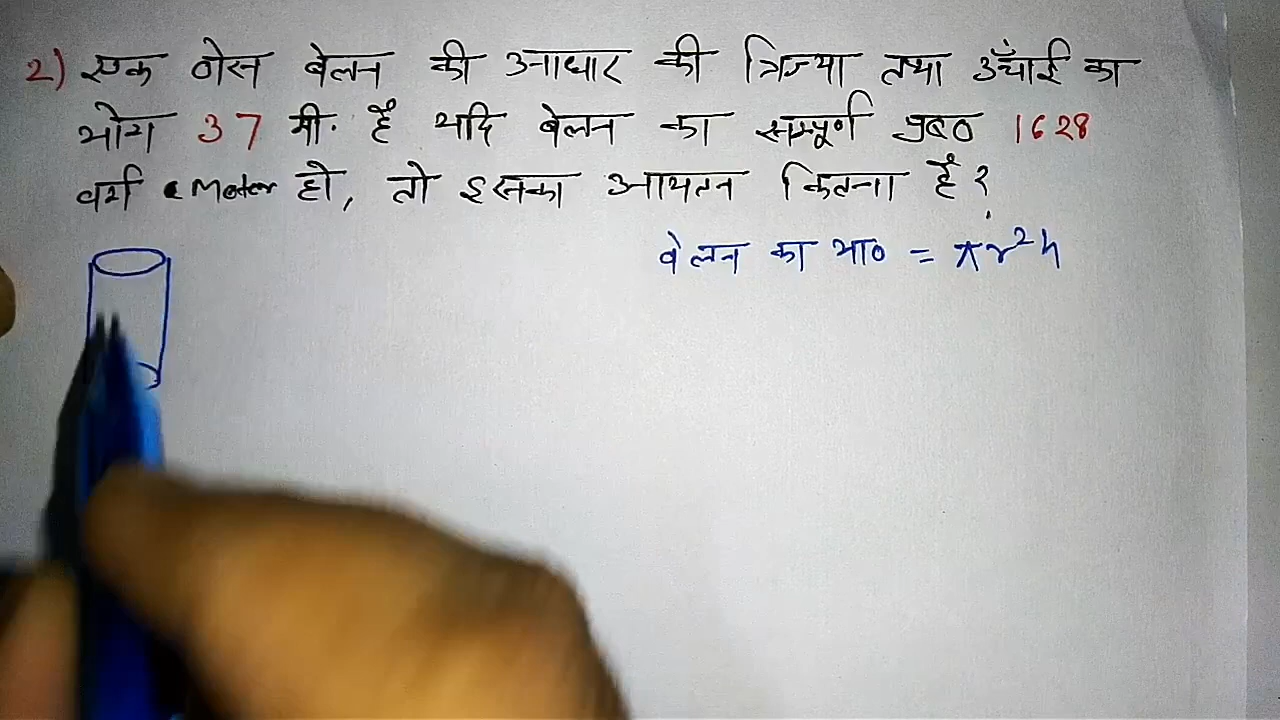 2) एक ठोस बेलन की आधार की त्रिज्या तथा ऊँचाई का
योग 37 मी. है यदि बेलन का सम्पूर्ण पृष्ठ 1628
वर्ग Meter हो, तो इसका आयतन कितना है?
बेलन का आ० = πr²h